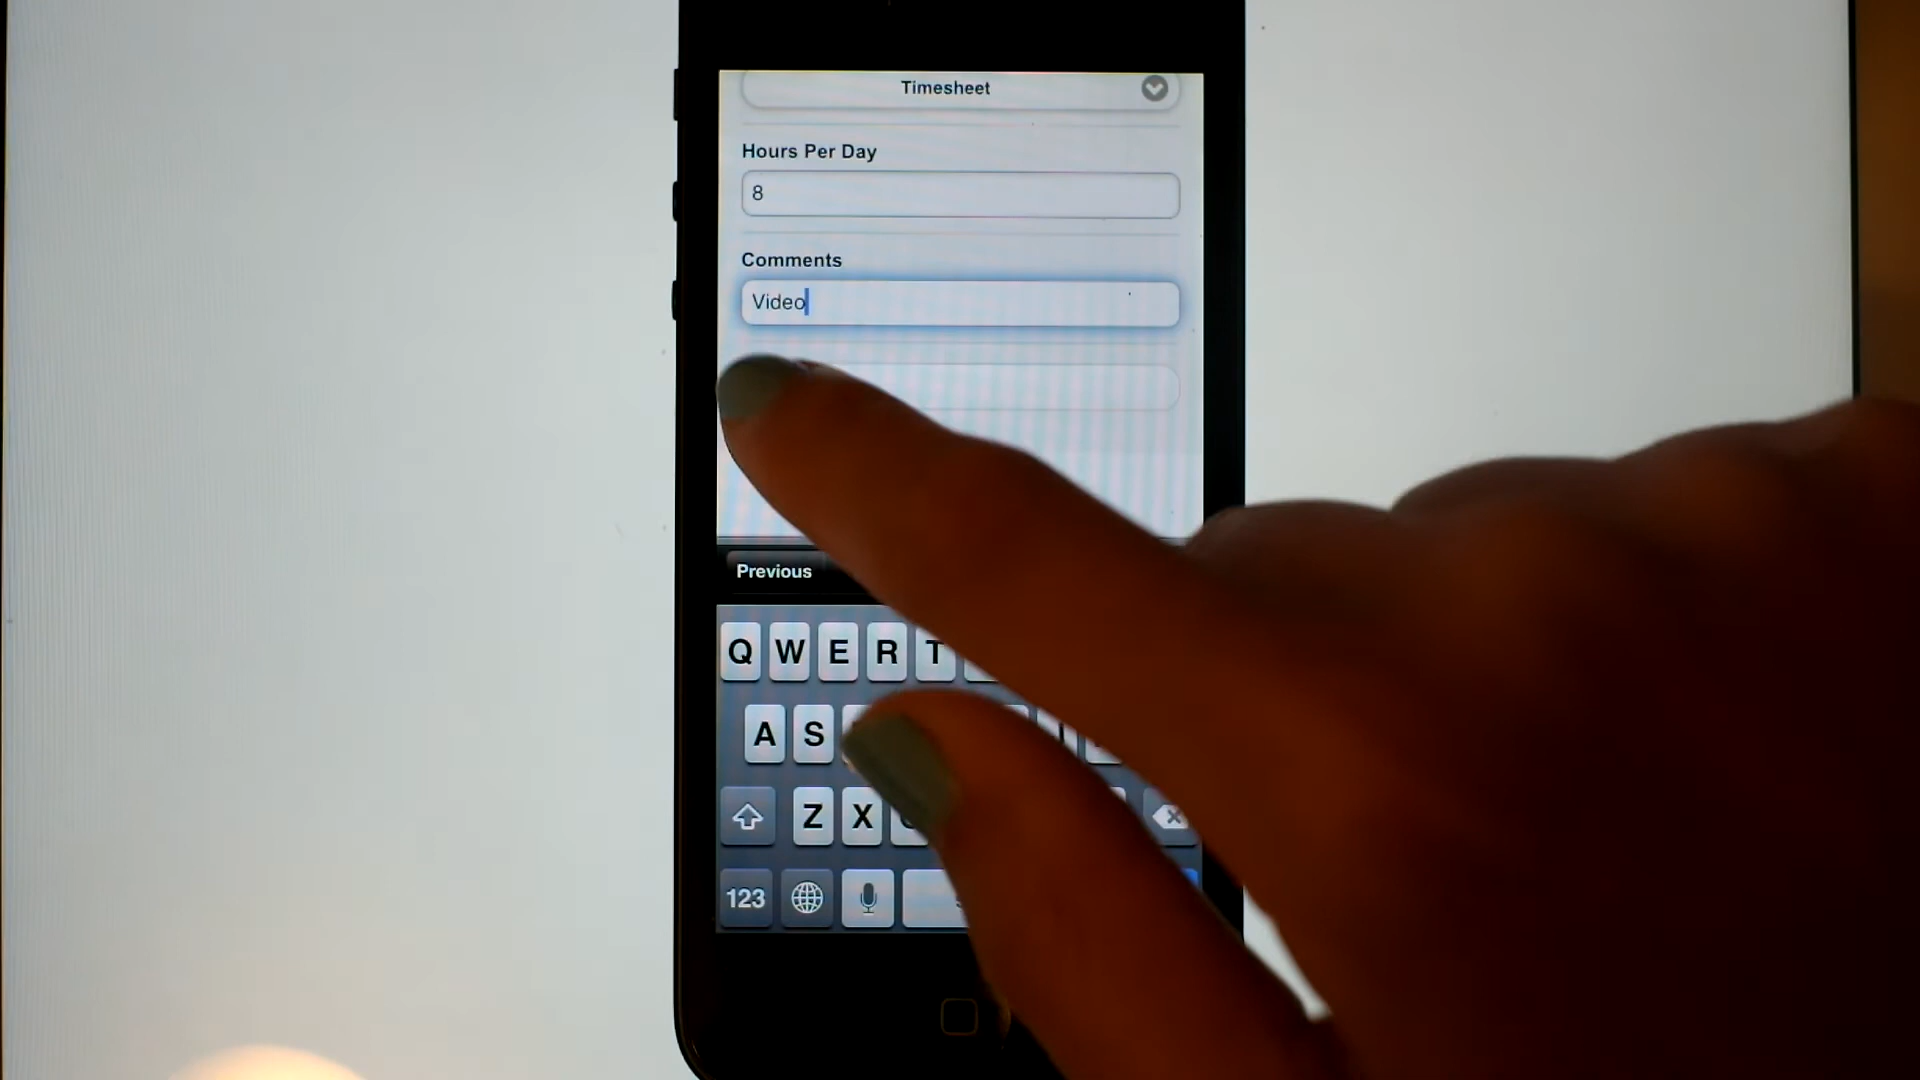 Timesheet
Hours Per Day
8
Comments
Video
Previous
Q W E R T
A S
Z X
123